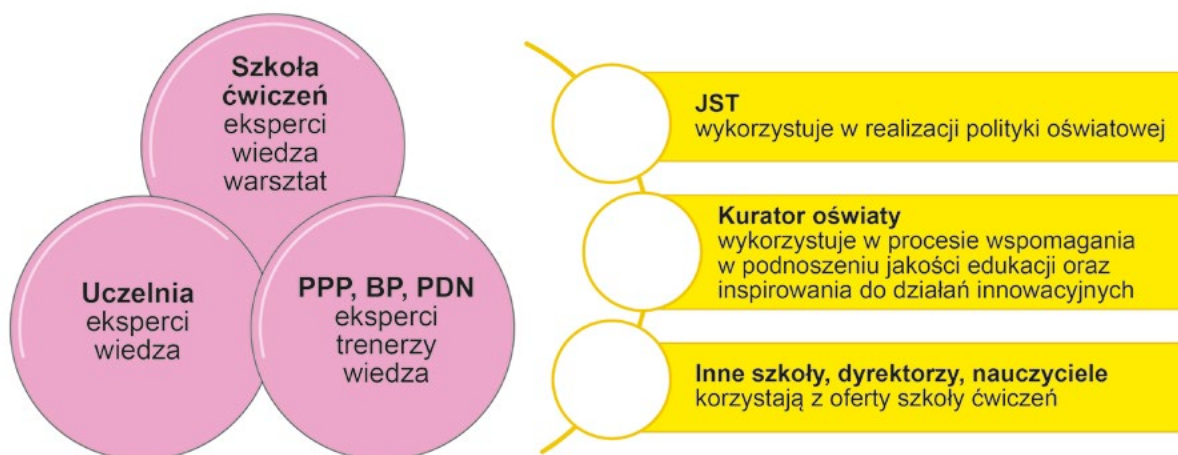 Szkoła
ćwiczeń
eksperci
wiedza
warsztat
Uczelnia
eksperci
wiedza
PPP, BP, PDN
eksperci
trenerzy
wiedza
JST
wykorzystuje w realizacji polityki oświatowej
Kurator oświaty
wykorzystuje w procesie wspomagania
w podnoszeniu jakości edukacji oraz
inspirowania do działań innowacyjnych
Inne szkoły, dyrektorzy, nauczyciele
korzystają z oferty szkoły ćwiczeń